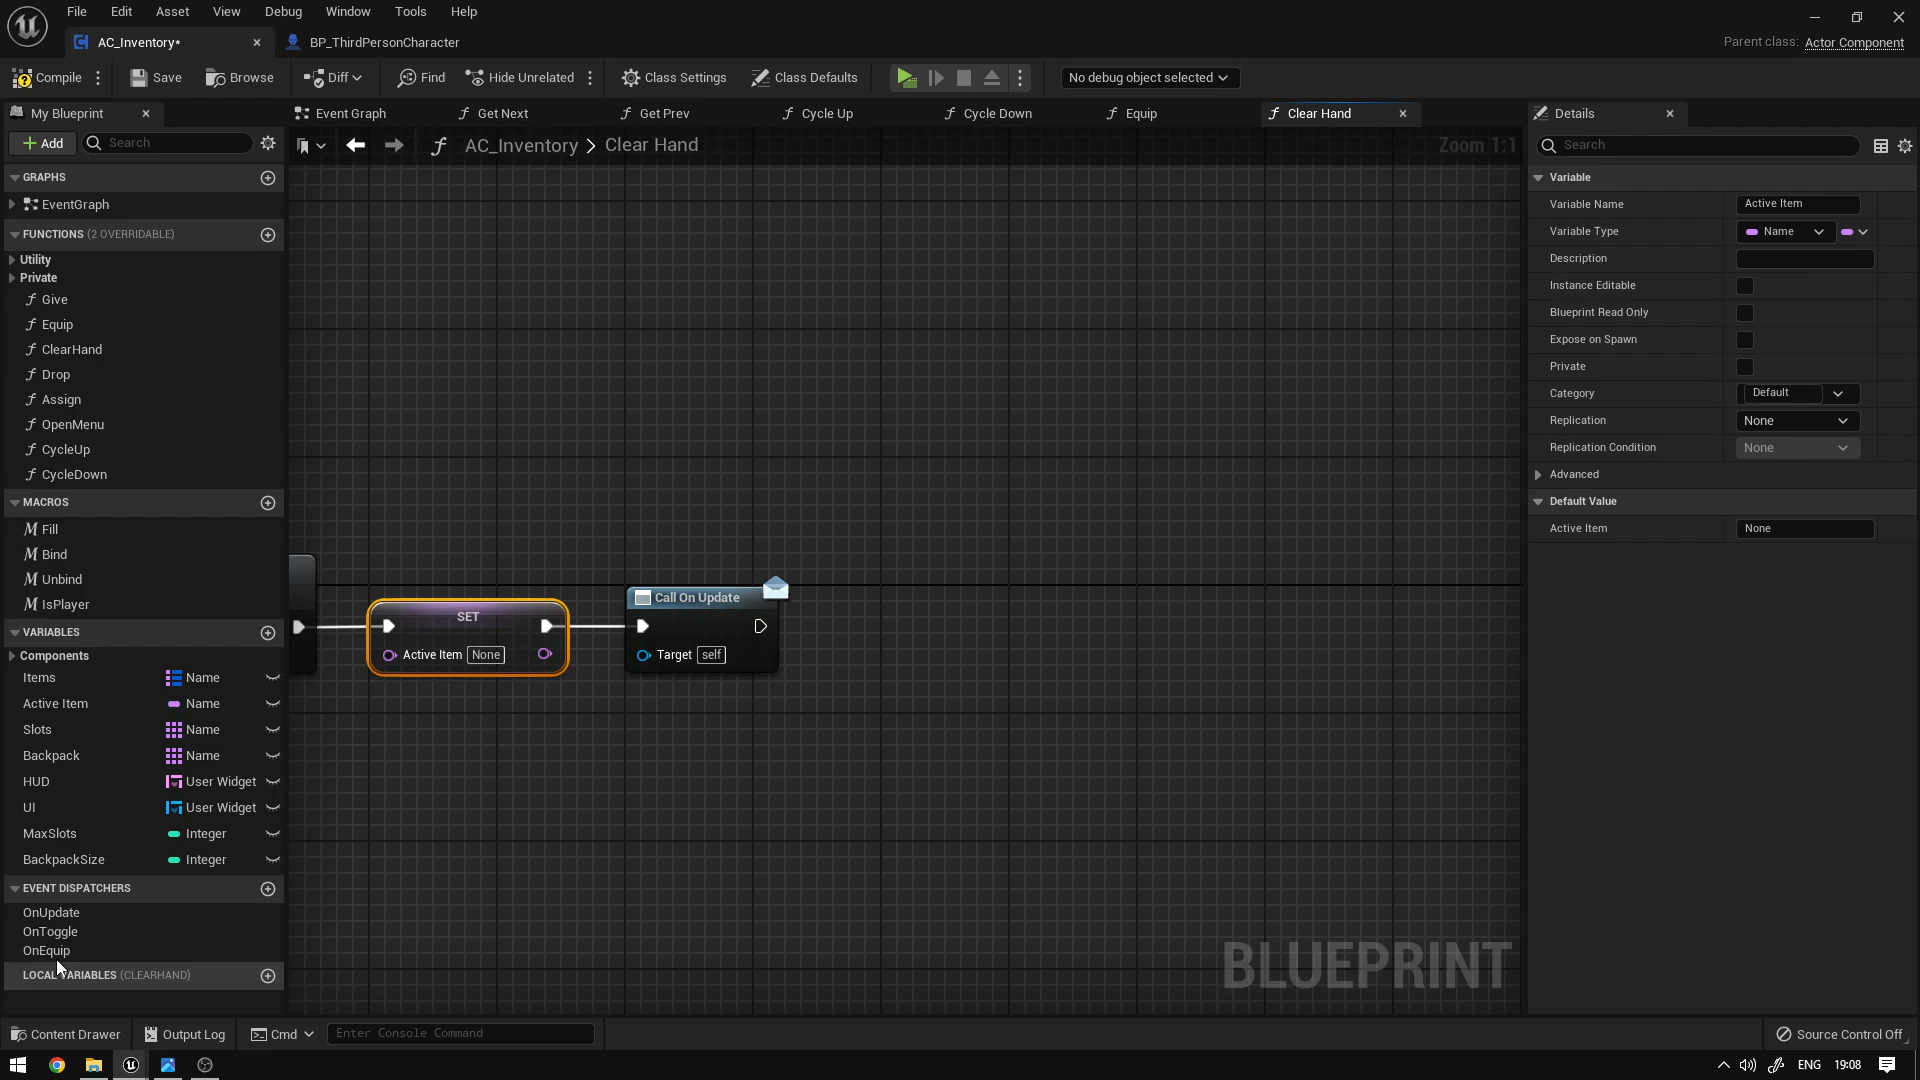 File Edit Asset View Debug Window Tools Help
AC_Inventory* BP_ThirdPersonCharacter
Parent class: Actor Component
Compile Save Browse Diff Find Hide Unrelated Class Settings Class Defaults No debug object selected
My Blueprint
Event Graph Get Next Get Prev Cycle Up Cycle Down Equip Clear Hand
Details
Add Search
AC_Inventory > Clear Hand
Zoom 1:1
Search
GRAPHS
EventGraph
FUNCTIONS (2 OVERRIDABLE)
Utility
Private
Give
Equip
ClearHand
Drop
Assign
OpenMenu
CycleUp
CycleDown
MACROS
Fill
Bind
Unbind
IsPlayer
VARIABLES
Components
Items Name
Active Item Name
Slots Name
Backpack Name
HUD User Widget
UI User Widget
MaxSlots Integer
BackpackSize Integer
EVENT DISPATCHERS
OnUpdate
OnToggle
OnEquip
LOCAL VARIABLES (CLEARHAND)
SET
Active Item None
Call On Update
Target self
BLUEPRINT
Variable
Variable Name Active Item
Variable Type Name
Description
Instance Editable
Blueprint Read Only
Expose on Spawn
Private
Category Default
Replication None
Replication Condition None
Advanced
Default Value
Active Item None
Content Drawer Output Log Cmd Enter Console Command
Source Control Off
ENG 19:08